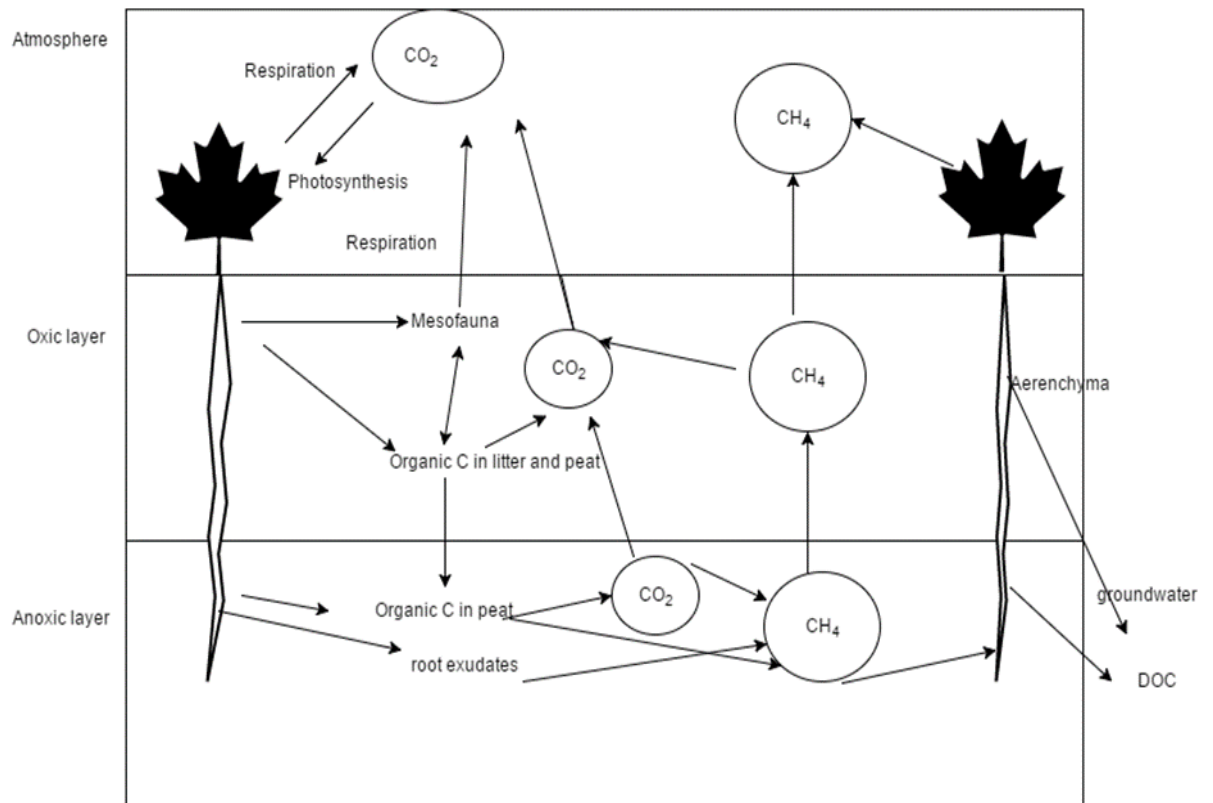 Atmosphere
CO₂
Respiration
CH₄
Photosynthesis
Respiration
Oxic layer
Mesofauna
CO₂
CH₄
Aerenchyma
Organic C in litter and peat
Anoxic layer
Organic C in peat
CO₂
CH₄
groundwater
root exudates
DOC